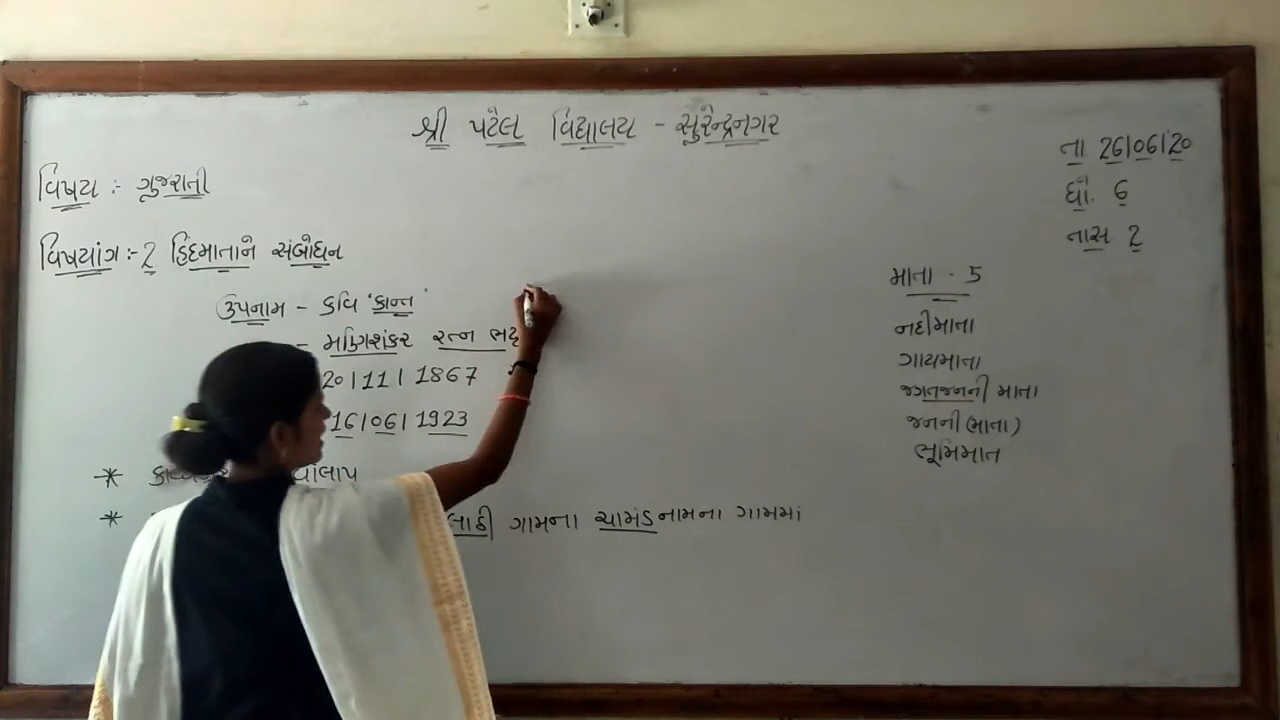 શ્રી પટેલ વિદ્યાલય - સુરેન્દ્રનગર
તા 26/06/20
ધો. 6
તાસ 2
વિષય :- ગુજરાતી
વિષયાંગ :- 2 હિંદમાતાને સંબોધન
ઉપનામ - કવિ 'કાન્ત'
- મણિશંકર રત્ન ભટ્ટ
20/11/1867
16/06/1923
*
* લાઠી ગામના ચામંડ નામના ગામમાં
માતા - 5
નદીમાતા
ગાયમાતા
જગતજનની માતા
જનની (માતા)
ભૂમિમાત